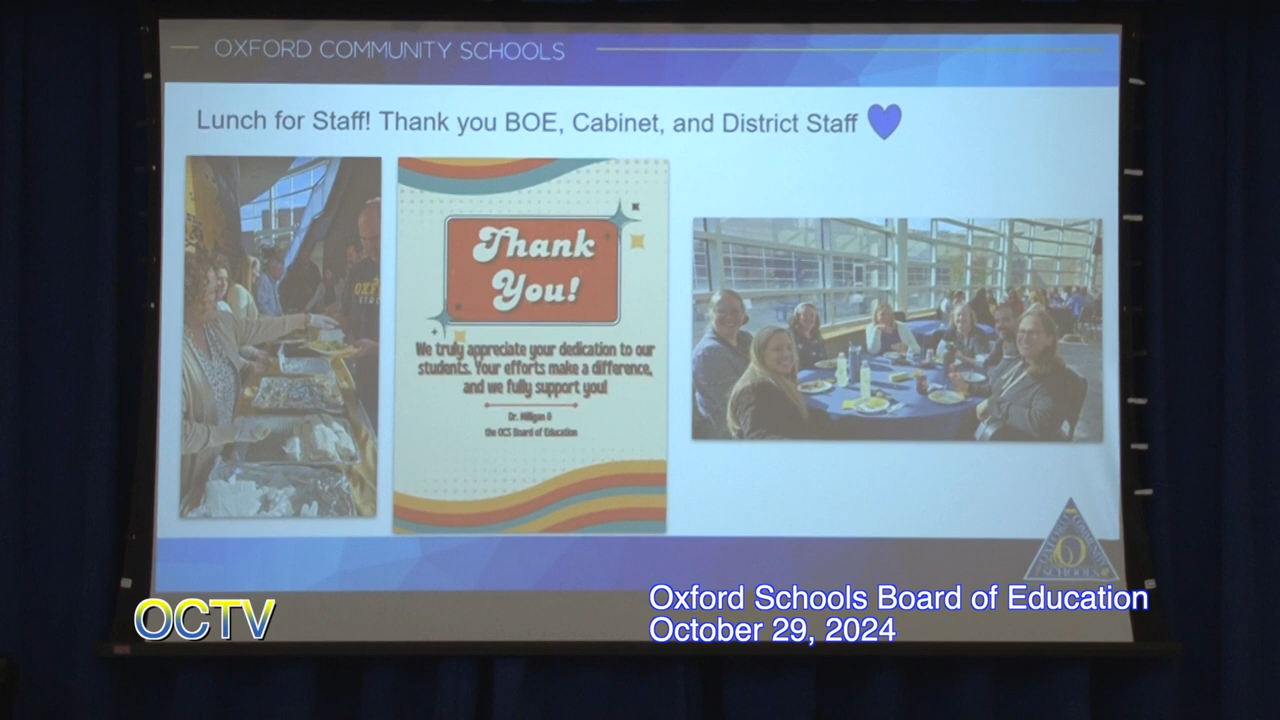 OXFORD COMMUNITY SCHOOLS
Lunch for Staff! Thank you BOE, Cabinet, and District Staff
Thank
You!
We truly appreciate your dedication to our
students. Your efforts make a difference,
and we fully support you!
Dr. Milligan &
the OCS Board of Education
SCHOOLS
OCTV
Oxford Schools Board of Education
October 29, 2024